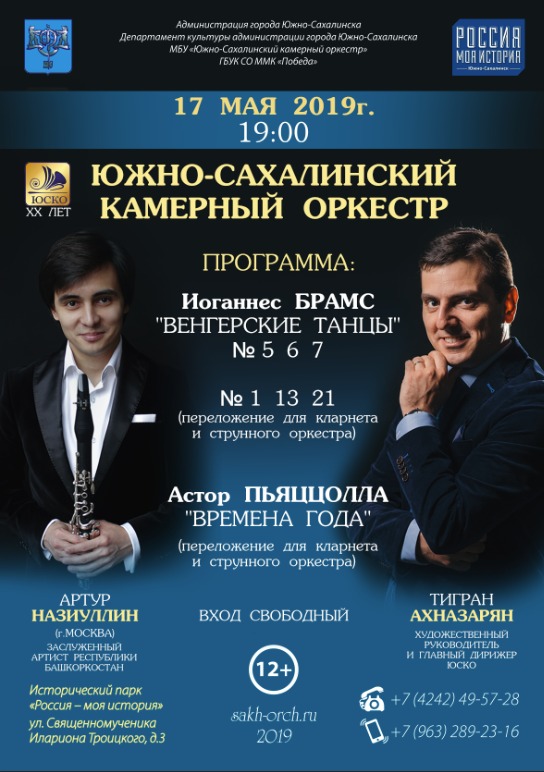 Администрация города Южно-Сахалинска
Департамент культуры администрации города Южно-Сахалинска
МБУ «Южно-Сахалинский камерный оркестр»
ГБУК СО ММК «Победа»
РОССИЯ
МОЯ ИСТОРИЯ
Южно-Сахалинск
17 МАЯ 2019г.
19:00
ЮСКО
XX ЛЕТ
ЮЖНО-САХАЛИНСКИЙ
КАМЕРНЫЙ ОРКЕСТР
ПРОГРАММА:
Иоганнес БРАМС
"ВЕНГЕРСКИЕ ТАНЦЫ"
№ 5 6 7
№ 1 13 21
(переложение для кларнета
и струнного оркестра)
Астор ПЬЯЦЦОЛЛА
"ВРЕМЕНА ГОДА"
(переложение для кларнета
и струнного оркестра)
АРТУР
НАЗИУЛЛИН
(г.МОСКВА)
ЗАСЛУЖЕННЫЙ
АРТИСТ РЕСПУБЛИКИ
БАШКОРКОСТАН
ВХОД СВОБОДНЫЙ
12+
sakh-orch.ru
2019
ТИГРАН
АХНАЗАРЯН
ХУДОЖЕСТВЕННЫЙ
РУКОВОДИТЕЛЬ
И ГЛАВНЫЙ ДИРИЖЕР
ЮСКО
Исторический парк
«Россия – моя история»
ул. Священномученика
Илариона Троицкого, д.3
+7 (4242) 49-57-28
+7 (963) 289-23-16